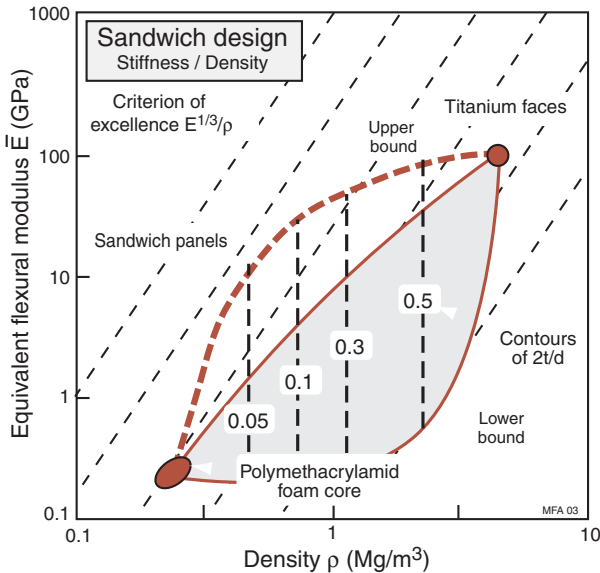 1000
100
10
1
0.1
Equivalent flexural modulus E̅ (GPa)
Sandwich design
Stiffness / Density
Criterion of
excellence E^1/3/ρ
Titanium faces
Upper
bound
Sandwich panels
0.5
0.3
0.1
0.05
Contours
of 2t/d
Lower
bound
Polymethacrylamid
foam core
MFA 03
0.1
1
10
Density ρ (Mg/m³)